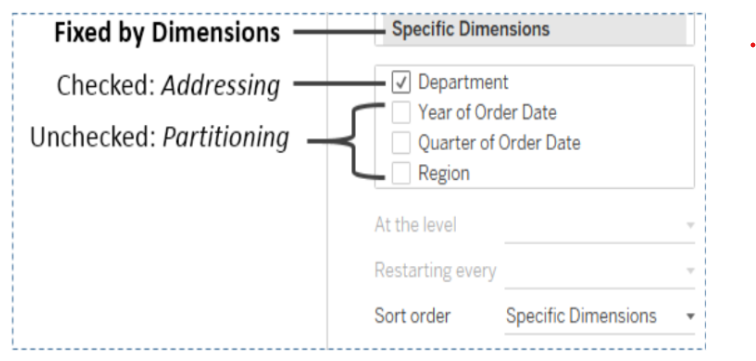 Fixed by Dimensions
Specific Dimensions
Checked: Addressing
Department
Year of Order Date
Unchecked: Partitioning
Quarter of Order Date
Region
At the level
Restarting every
Sort order Specific Dimensions